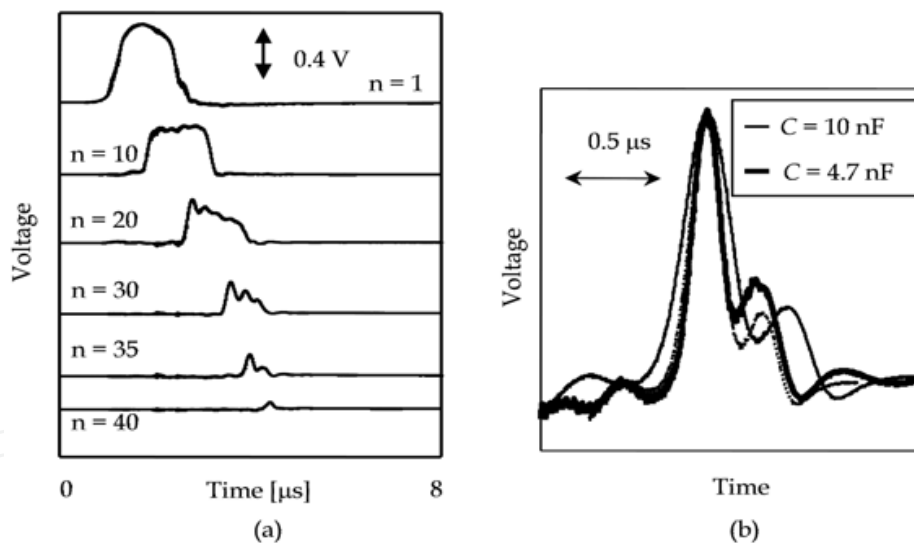 0.4 V
n = 1
n = 10
n = 20
n = 30
n = 35
n = 40
Voltage
0
Time [μs]
8
(a)
0.5 μs
C = 10 nF
C = 4.7 nF
Voltage
Time
(b)